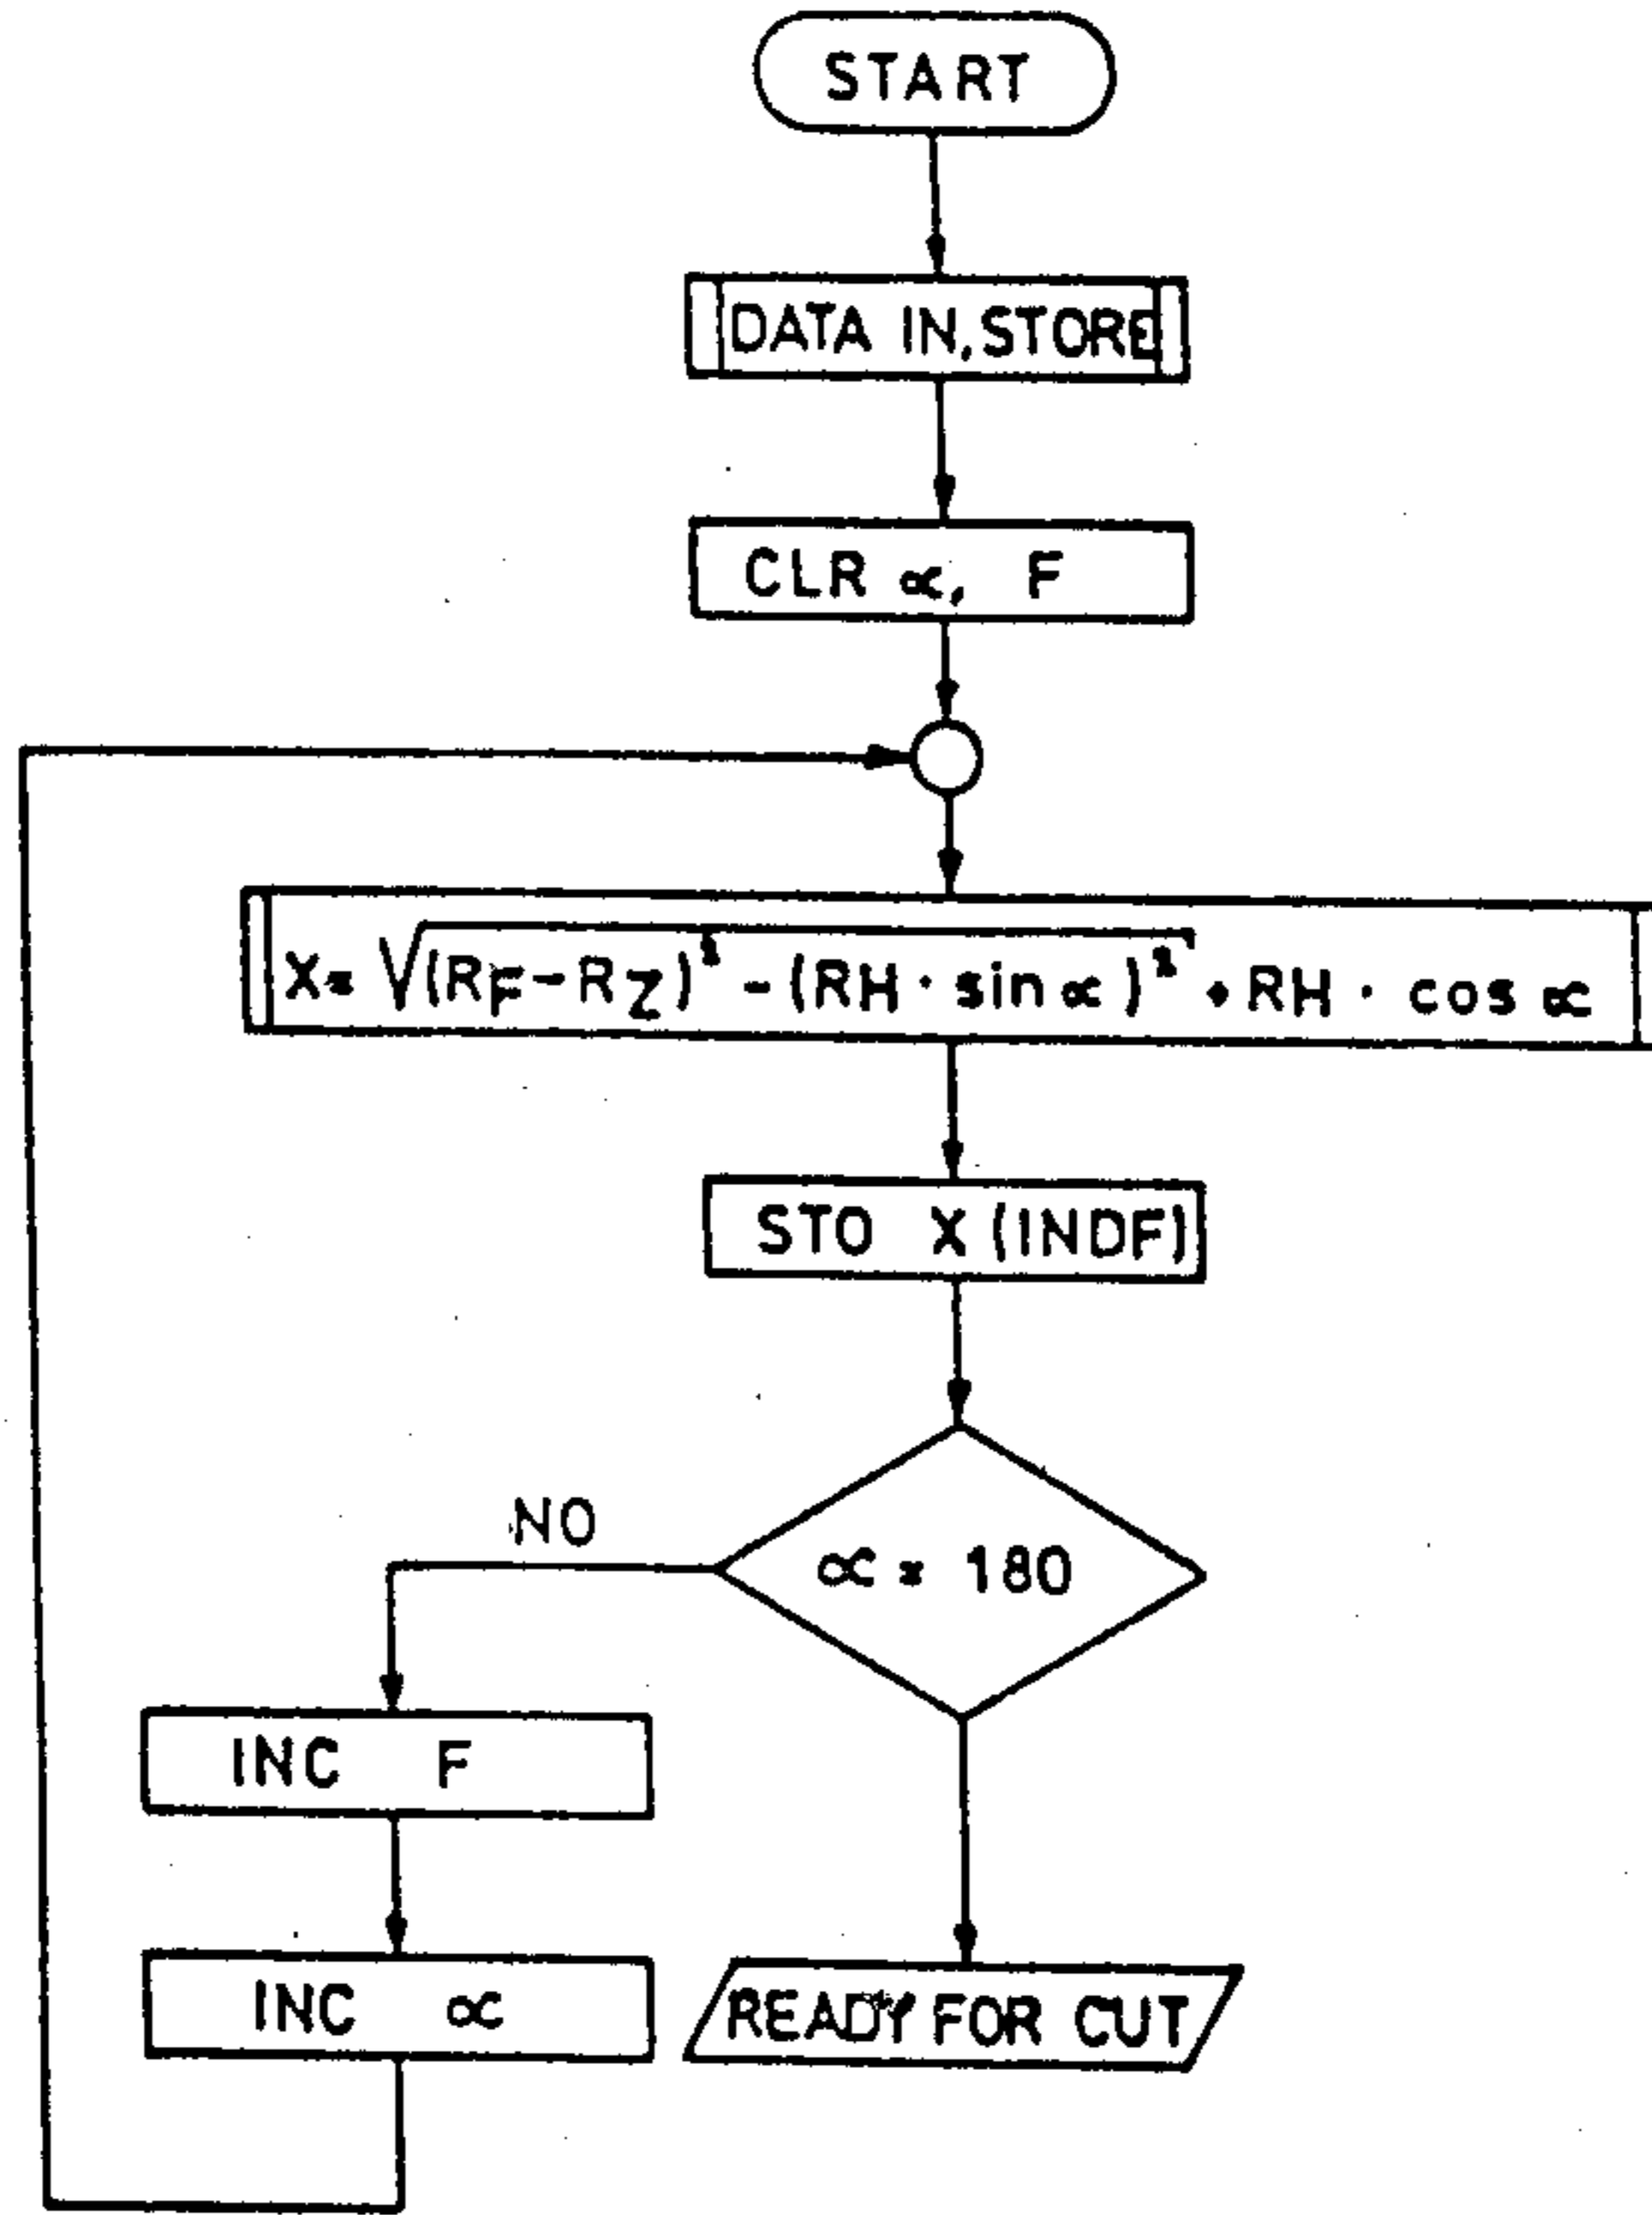 START
DATA IN, STORE
CLR α, F
X = √(RF-RZ)² - (RH · sin α)² + RH · cos α
STO X (INDF)
NO
α = 180
INC F
INC α
READY FOR CUT